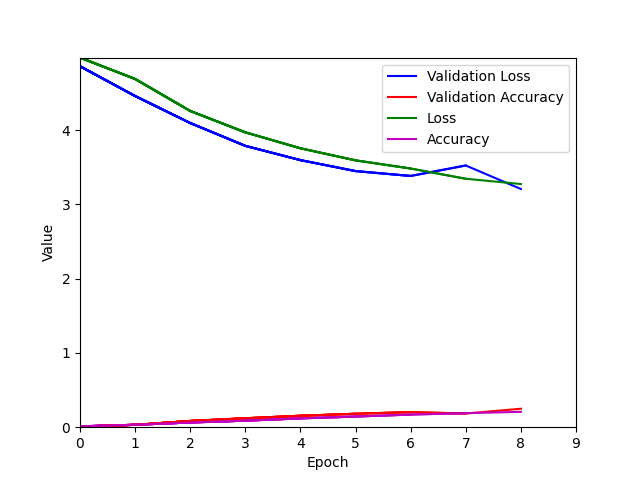 Validation Loss
Validation Accuracy
Loss
Accuracy
4
3
2
1
0
Value
0 1 2 3 4 5 6 7 8 9
Epoch